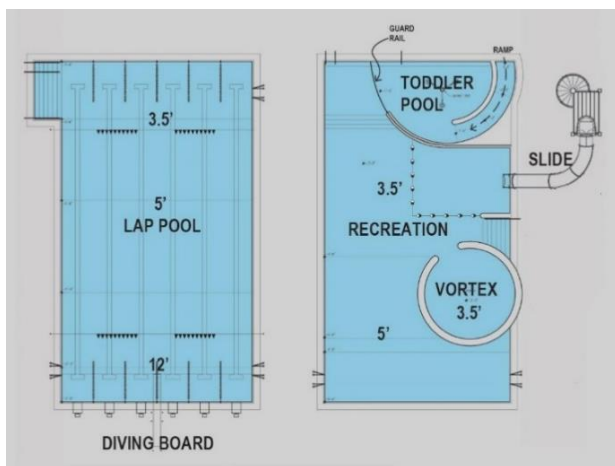 3.5'
5'
LAP POOL
12'
DIVING BOARD
GUARD
RAIL
RAMP
TODDLER
POOL
SLIDE
3.5'
RECREATION
VORTEX
3.5'
5'